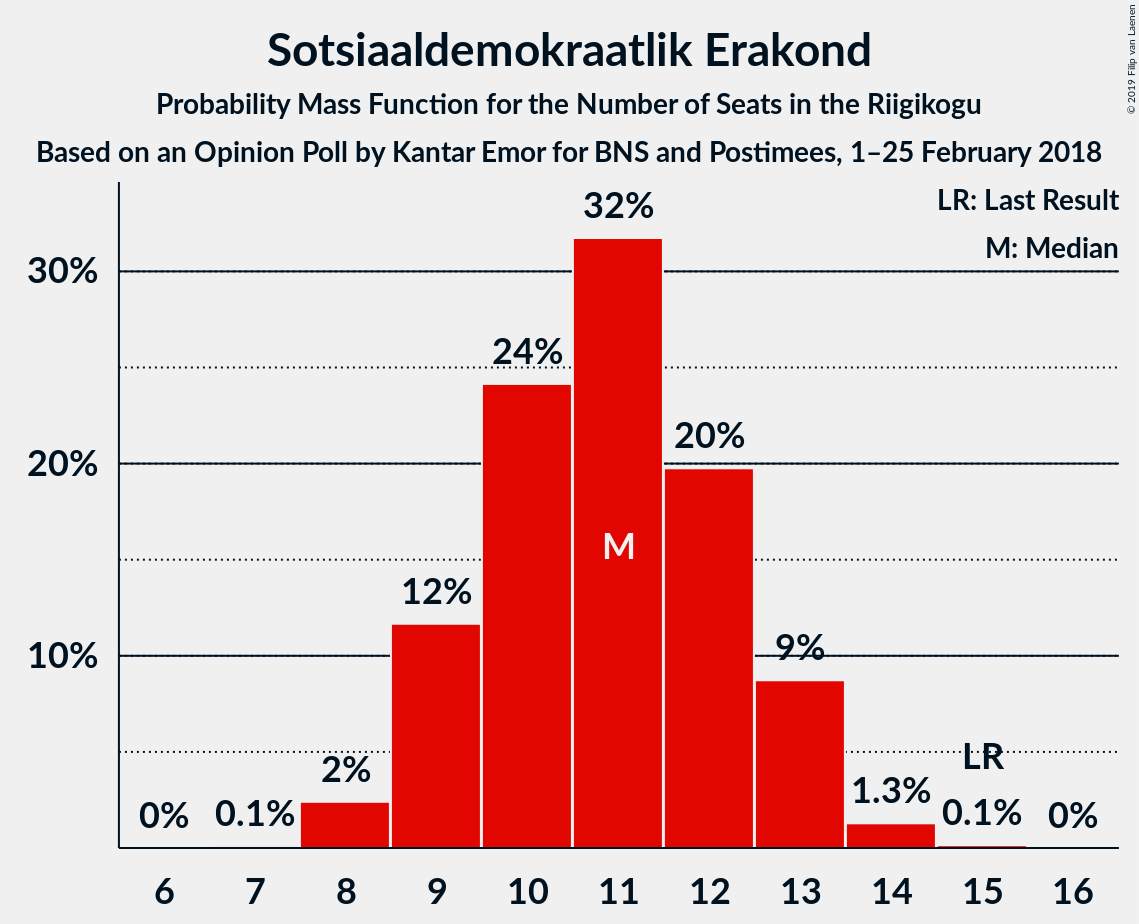 Sotsiaaldemokraatlik Erakond
Probability Mass Function for the Number of Seats in the Riigikogu
Based on an Opinion Poll by Kantar Emor for BNS and Postimees, 1–25 February 2018
© 2019 Filip van Laenen
LR: Last Result
M: Median
30%
20%
10%
0%
0.1%
2%
12%
24%
32%
M
20%
9%
1.3%
LR
0.1%
0%
6 7 8 9 10 11 12 13 14 15 16